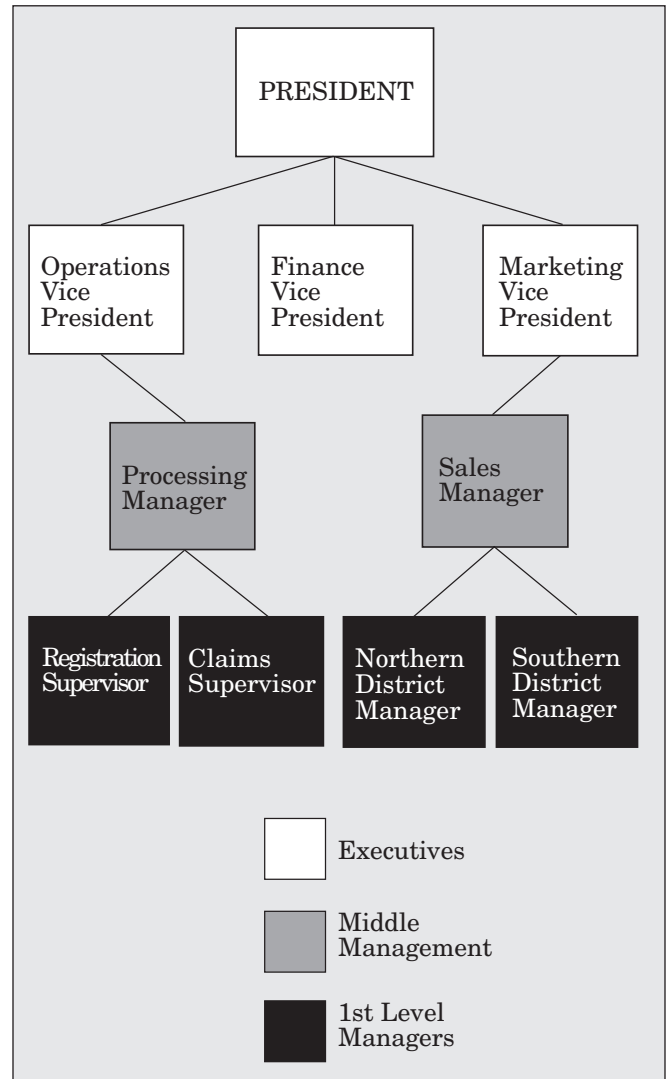 PRESIDENT
Operations
Vice
President
Finance
Vice
President
Marketing
Vice
President
Processing
Manager
Sales
Manager
Registration
Supervisor
Claims
Supervisor
Northern
District
Manager
Southern
District
Manager
Executives
Middle
Management
1st Level
Managers